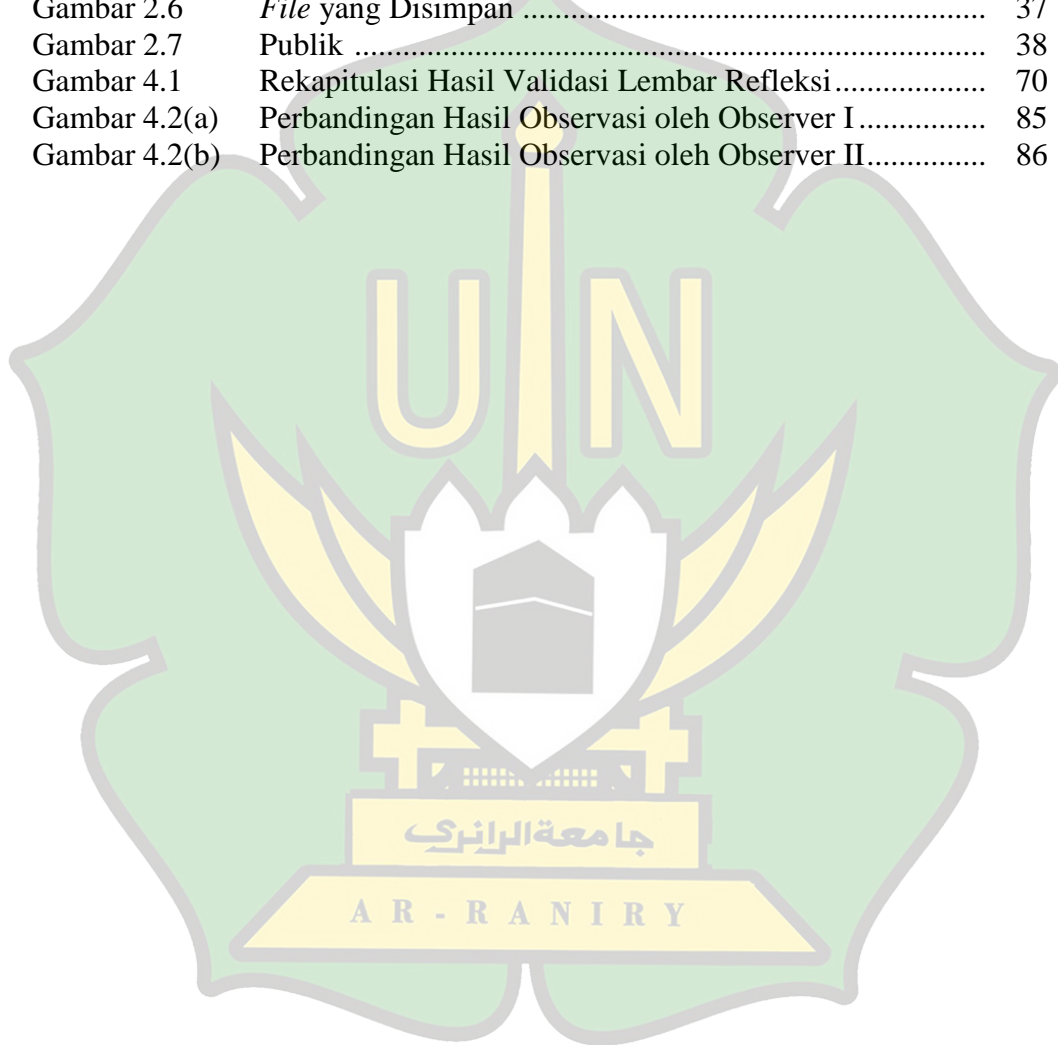 Gambar 2.6 File yang Disimpan ................................................................ 37
Gambar 2.7 Publik ........................................................................................ 38
Gambar 4.1 Rekapitulasi Hasil Validasi Lembar Refleksi ................. 70
Gambar 4.2(a) Perbandingan Hasil Observasi oleh Observer I .............. 85
Gambar 4.2(b) Perbandingan Hasil Observasi oleh Observer II ............... 86
UIN
جامعةالرانري
AR-RANIRY